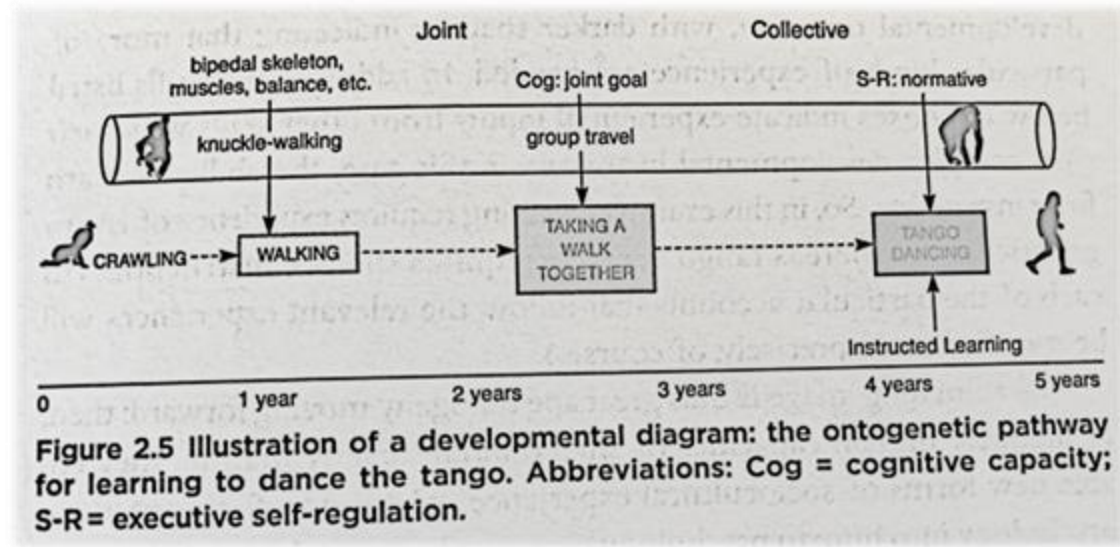 Joint
Collective
bipedal skeleton,
muscles, balance, etc.
Cog: joint goal
S-R: normative
knuckle-walking
group travel
CRAWLING
WALKING
TAKING A
WALK
TOGETHER
TANGO
DANCING
Instructed Learning
0
1 year
2 years
3 years
4 years
5 years
Figure 2.5 Illustration of a developmental diagram: the ontogenetic pathway
for learning to dance the tango. Abbreviations: Cog = cognitive capacity;
S-R = executive self-regulation.